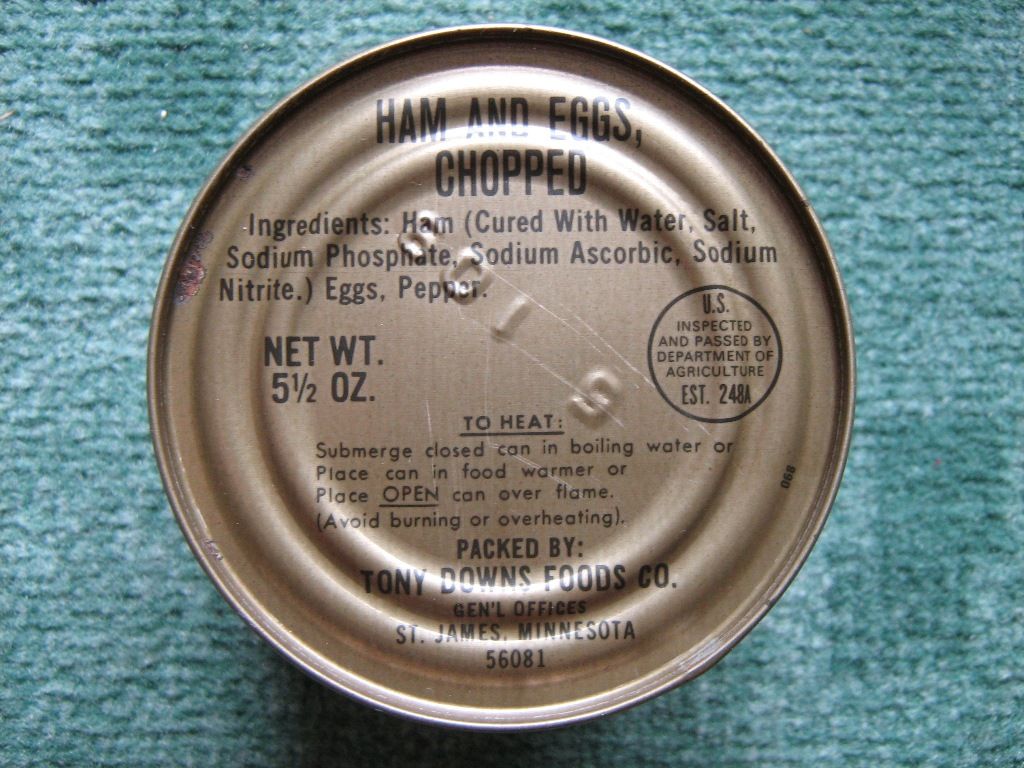 HAM AND EGGS,
CHOPPED
Ingredients: Ham (Cured With Water, Salt,
Sodium Phosphate, Sodium Ascorbic, Sodium
Nitrite.) Eggs, Pepper.
NET WT.
5½ OZ.
U.S.
INSPECTED
AND PASSED BY
DEPARTMENT OF
AGRICULTURE
EST. 248A
TO HEAT:
Submerge closed can in boiling water or
Place can in food warmer or
Place OPEN can over flame.
(Avoid burning or overheating).
068
PACKED BY:
TONY DOWNS FOODS CO.
GEN'L OFFICES
ST. JAMES, MINNESOTA
56081